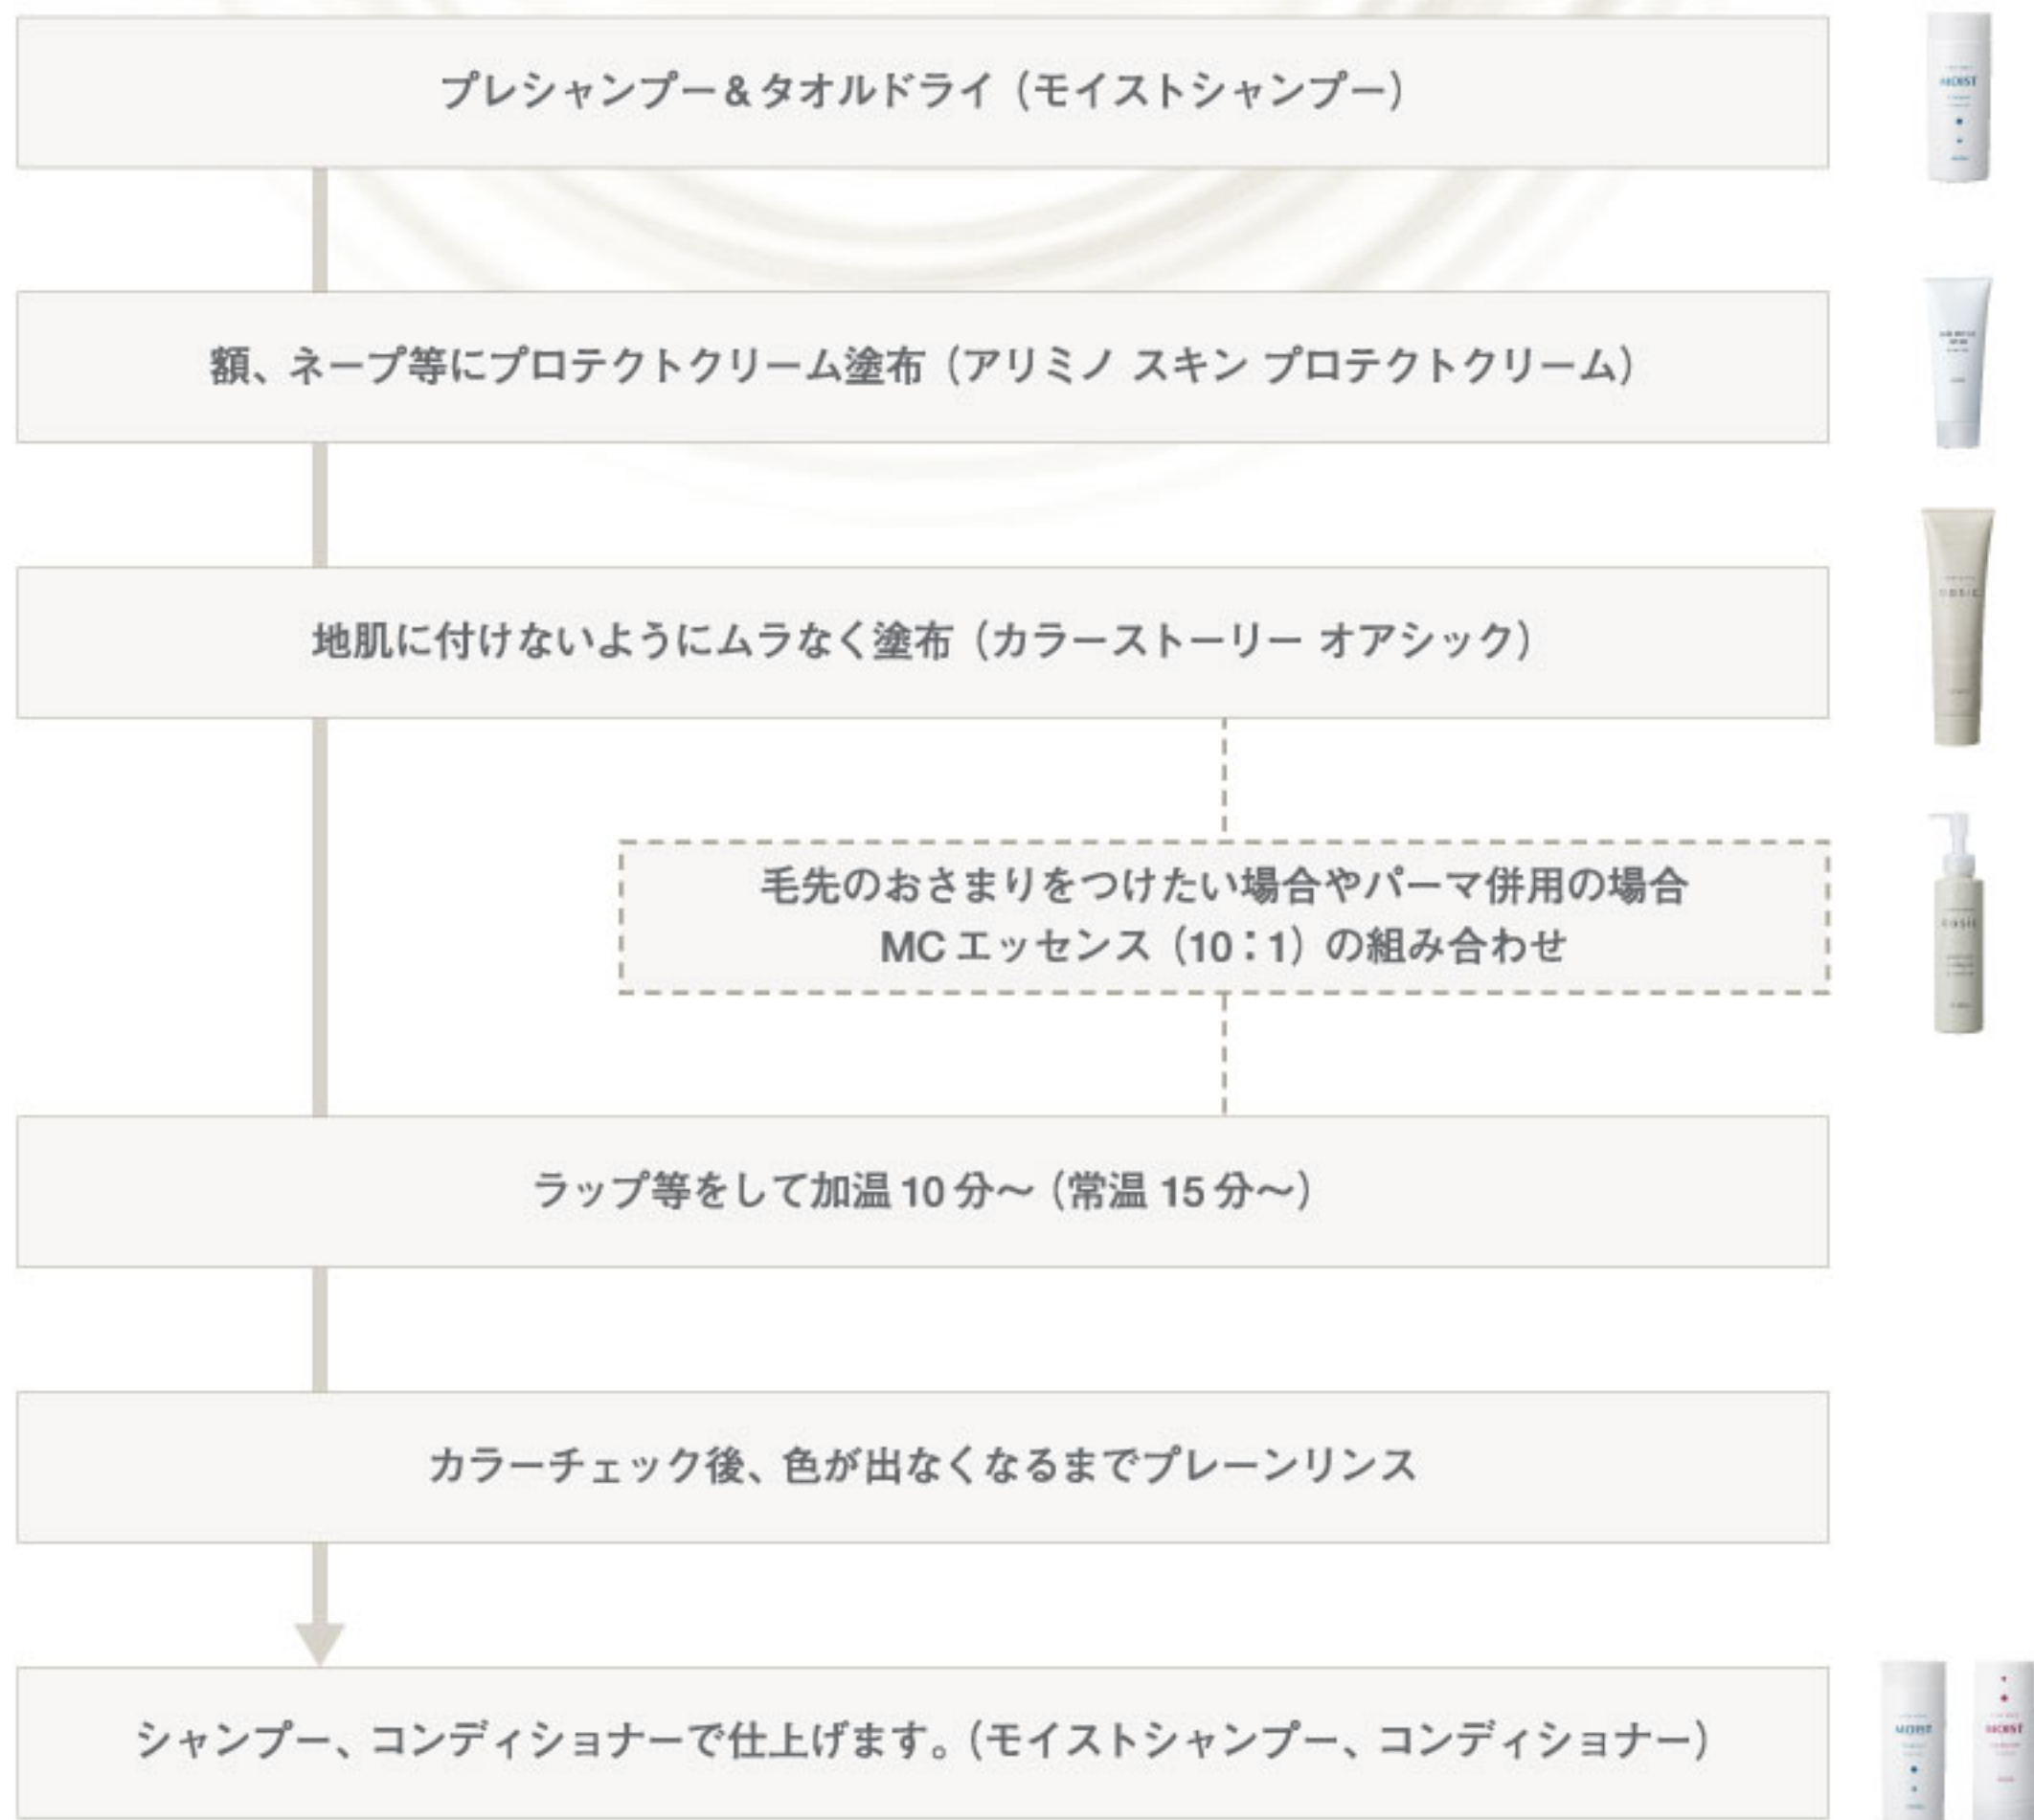 プレシャンプー&タオルドライ（モイストシャンプー）
MOIST
額、ネープ等にプロテクトクリーム塗布（アリミノ スキン プロテクトクリーム）
地肌に付けないようにムラなく塗布（カラーストーリー オアシック）
毛先のおさまりをつけたい場合やパーマ併用の場合
MCエッセンス（10：1）の組み合わせ
ラップ等をして加温10分〜（常温 15分〜）
カラーチェック後、色が出なくなるまでプレーンリンス
シャンプー、コンディショナーで仕上げます。（モイストシャンプー、コンディショナー）
MOIST
MOIST